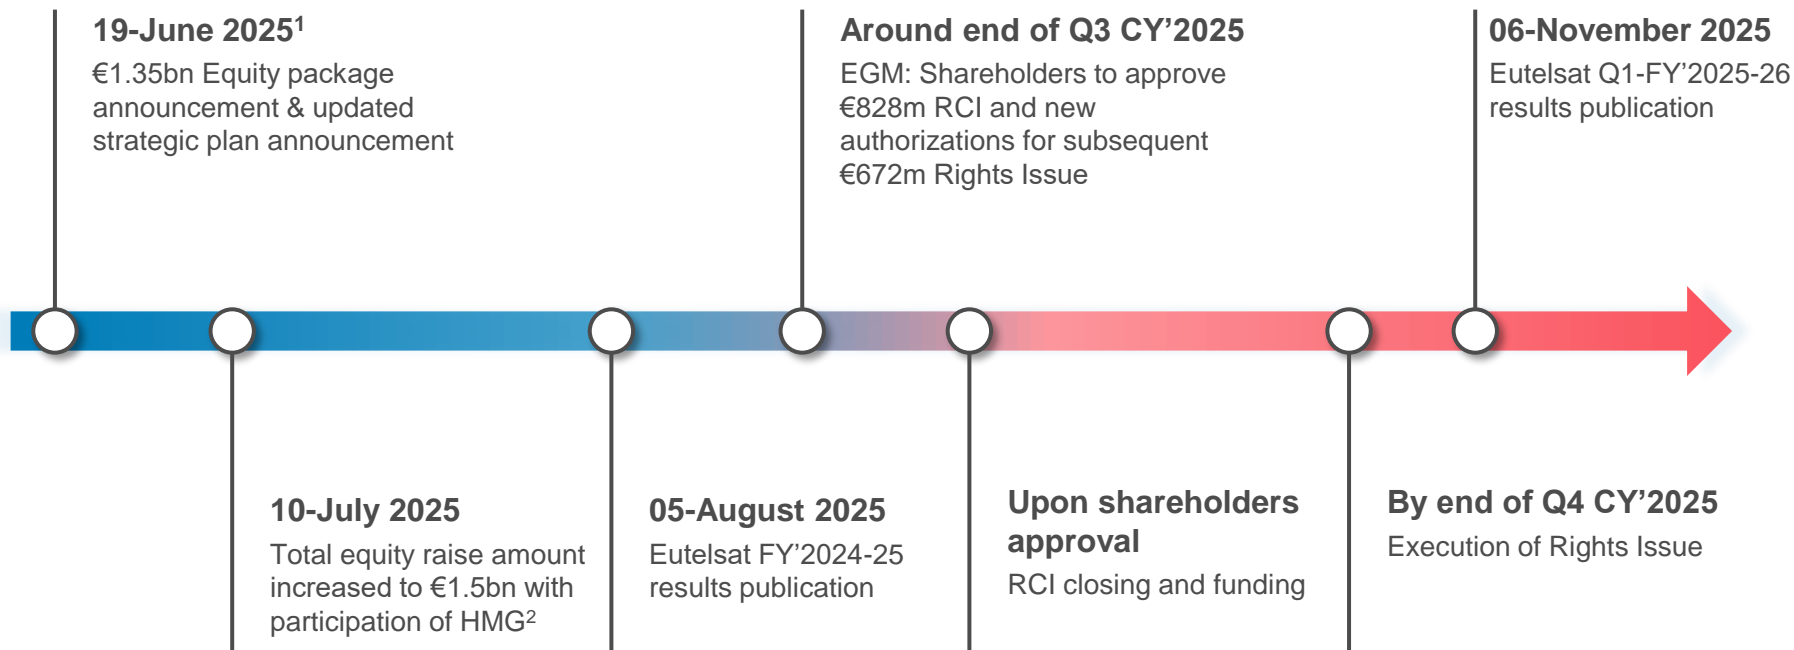 19-June 2025¹
€1.35bn Equity package
announcement & updated
strategic plan announcement
Around end of Q3 CY’2025
EGM: Shareholders to approve
€828m RCI and new
authorizations for subsequent
€672m Rights Issue
06-November 2025
Eutelsat Q1-FY’2025-26
results publication
10-July 2025
Total equity raise amount
increased to €1.5bn with
participation of HMG²
05-August 2025
Eutelsat FY’2024-25
results publication
Upon shareholders
approval
RCI closing and funding
By end of Q4 CY’2025
Execution of Rights Issue